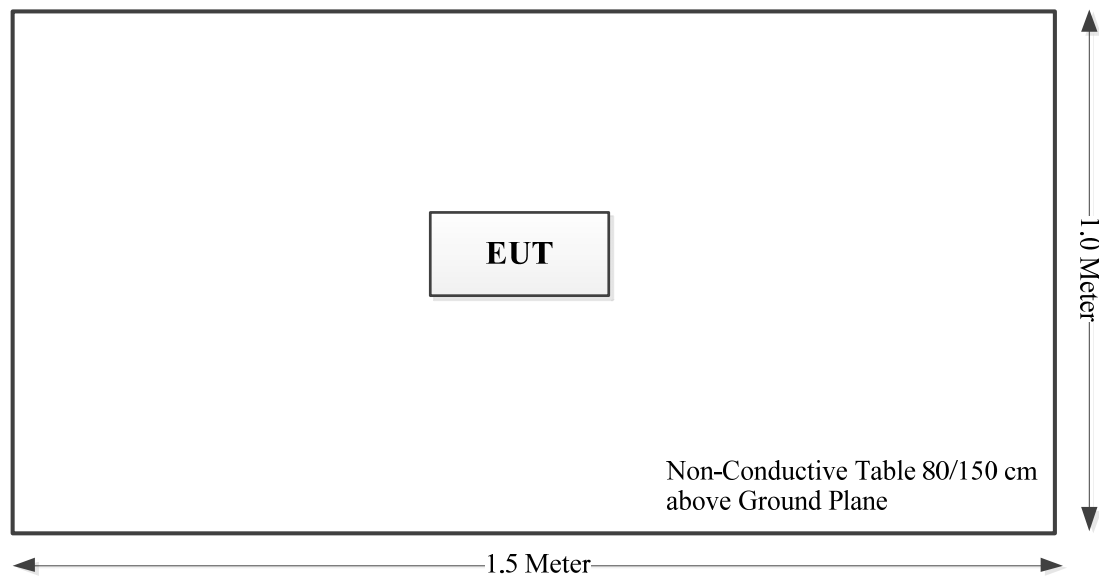 EUT
1.0 Meter
Non-Conductive Table 80/150 cm
above Ground Plane
1.5 Meter